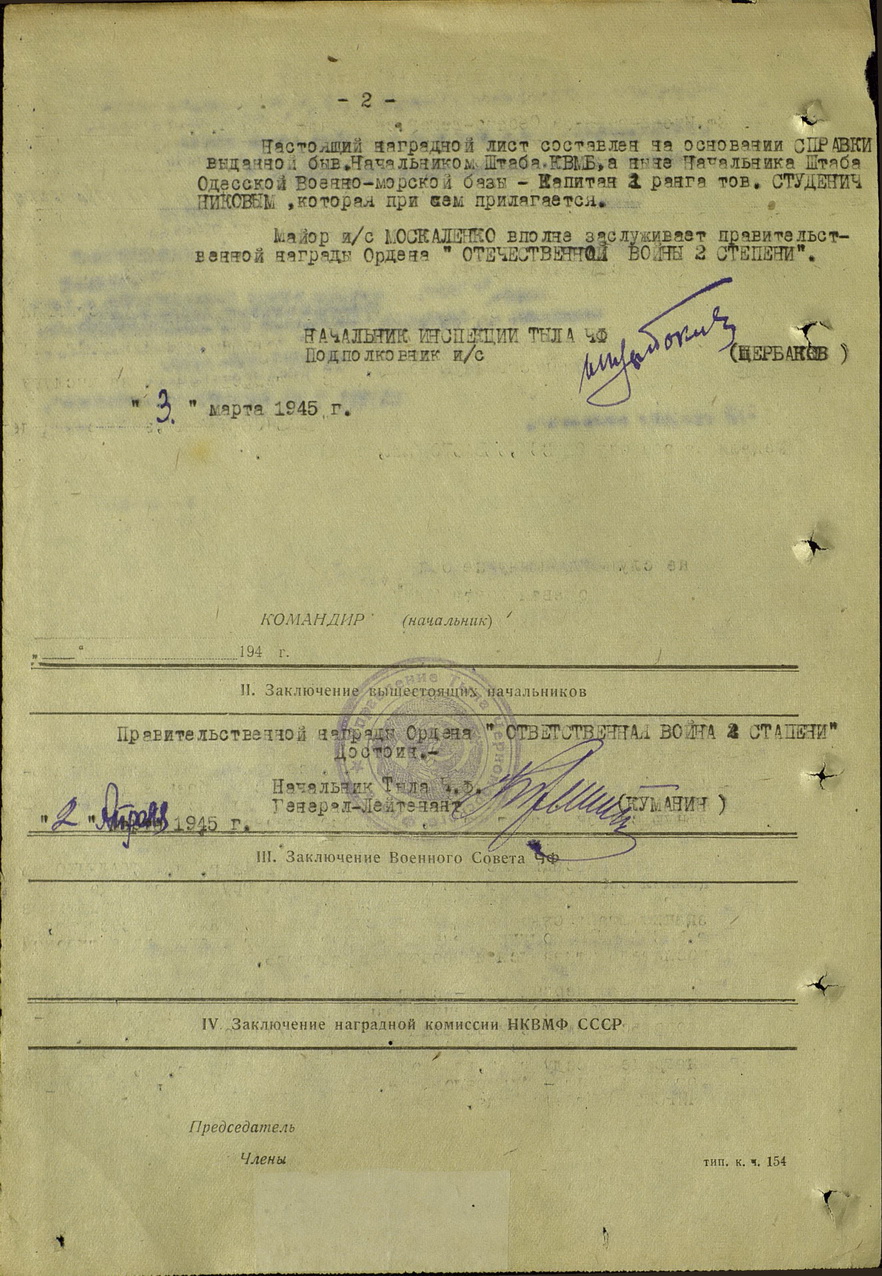 - 2 -
Настоящий наградной лист составлен на основании СПРАВКИ
выданной быв.Начальником Штаба КВМБ,а ныне Начальника Штаба
Одесской Военно-морской базы - Капитан 2 ранга тов. СТУДЕНИЧ
НИКОВЫМ ,которая при сем прилагается.
Майор и/с МОСКАЛЕНКО вполне заслуживает правительст-
венной награды Ордена " ОТЕЧЕСТВЕННОЙ ВОЙНЫ 2 СТЕПЕНИ".
НАЧАЛЬНИК ИНСПЕКЦИИ ТЫЛА ЧФ
Подполковник и/с (ЩЕРБАКОВ )
" 3. " марта 1945 г.
КОМАНДИР (начальник)
„ “ 194 г.
II. Заключение вышестоящих начальников
Правительственной награды Ордена " ОТВЕТСТВЕННАЯ ВОЙНА 2 СТАПЕНИ"
Достоин.-
Начальник Тыла Ч.Ф.
Генерал-Лейтенант (КУМАНИЧ )
" 2 " Апреля 1945 г.
III. Заключение Военного Совета ЧФ
IV. Заключение наградной комиссии НКВМФ СССР
Председатель
Члены
тип. к. ч. 154